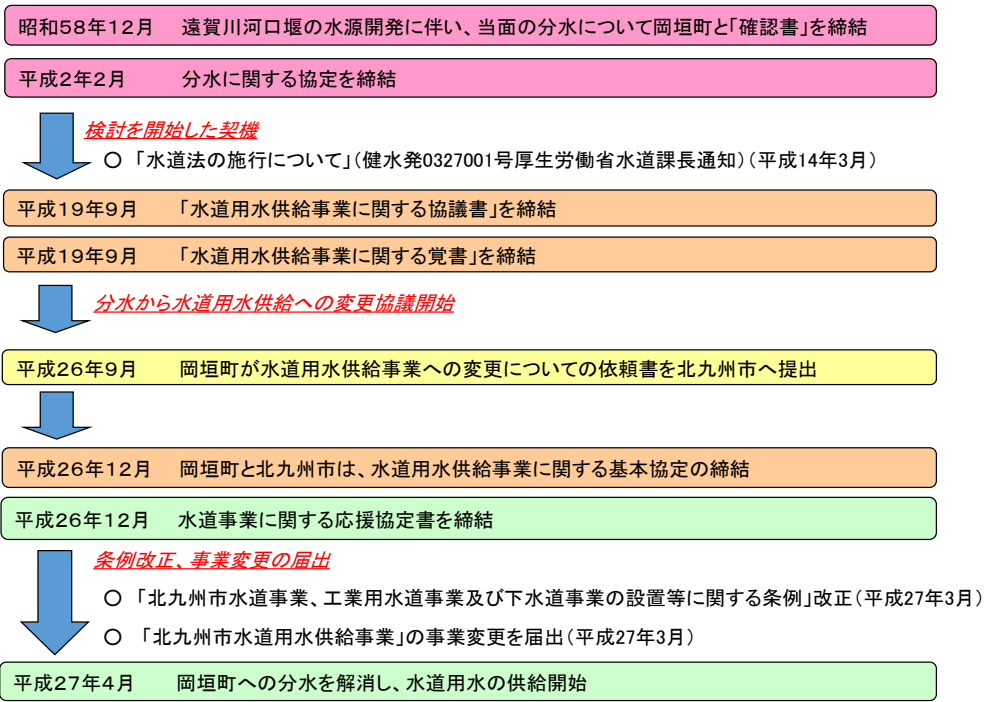 昭和58年12月　遠賀川河口堰の水源開発に伴い、当面の分水について岡垣町と「確認書」を締結
平成２年２月　分水に関する協定を締結
検討を開始した契機
○ 「水道法の施行について」（健水発0327001号厚生労働省水道課長通知）（平成14年3月）
平成１９年９月　「水道用水供給事業に関する協議書」を締結
平成１９年９月　「水道用水供給事業に関する覚書」を締結
分水から水道用水供給への変更協議開始
平成２６年９月　岡垣町が水道用水供給事業への変更についての依頼書を北九州市へ提出
平成２６年１２月　岡垣町と北九州市は、水道用水供給事業に関する基本協定の締結
平成２６年１２月　水道事業に関する応援協定書を締結
条例改正、事業変更の届出
○ 「北九州市水道事業、工業用水道事業及び下水道事業の設置等に関する条例」改正（平成27年3月）
○ 「北九州市水道用水供給事業」の事業変更を届出（平成27年3月）
平成２７年４月　岡垣町への分水を解消し、水道用水の供給開始